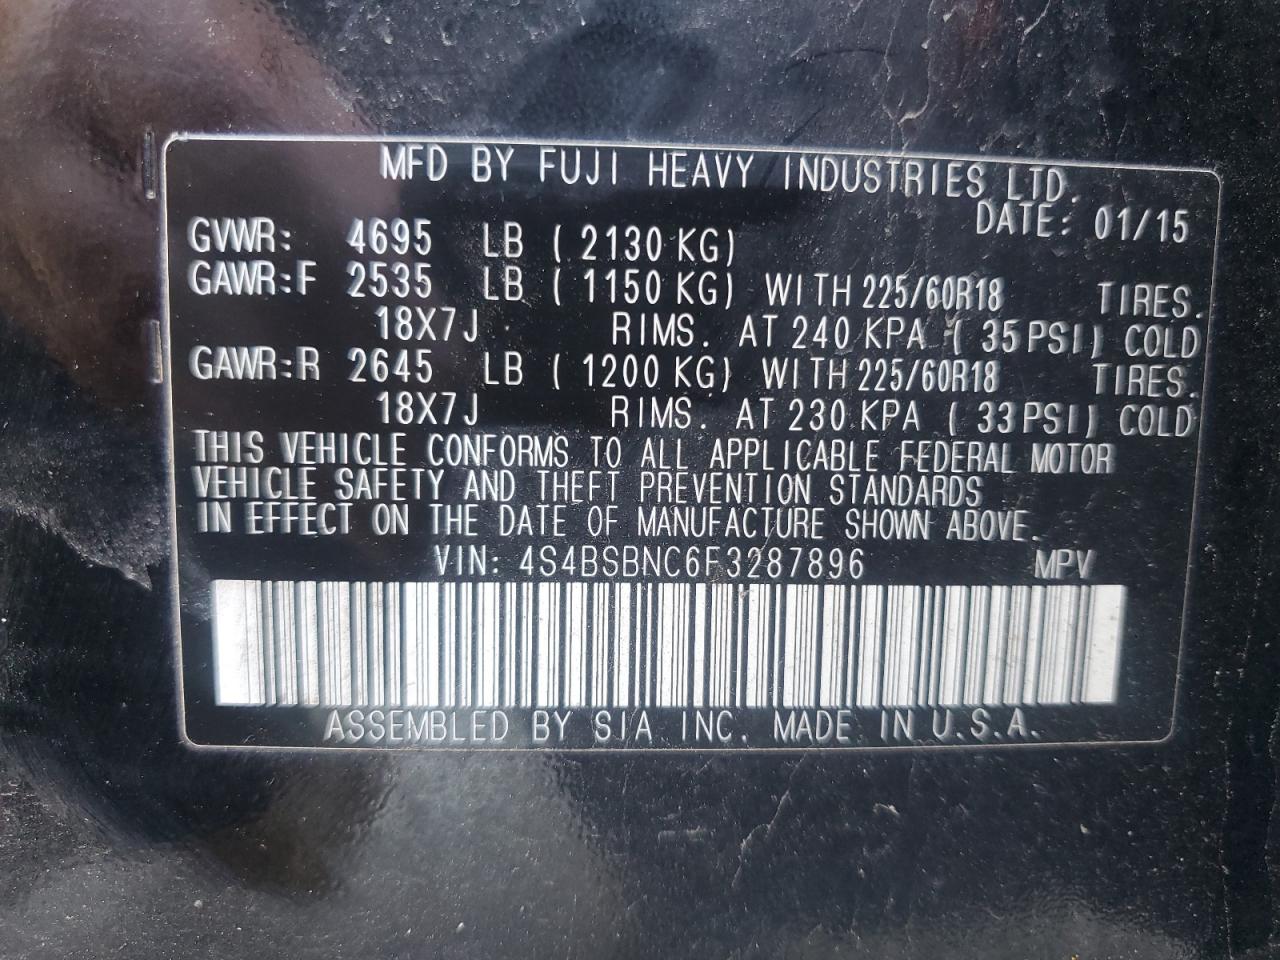 MFD BY FUJI HEAVY INDUSTRIES LTD.
DATE: 01/15
GVWR: 4695 LB ( 2130 KG)
GAWR:F 2535 LB ( 1150 KG) WITH 225/60R18 TIRES.
18X7J RIMS. AT 240 KPA ( 35 PSI) COLD
GAWR:R 2645 LB ( 1200 KG) WITH 225/60R18 TIRES.
18X7J RIMS. AT 230 KPA ( 33 PSI) COLD
THIS VEHICLE CONFORMS TO ALL APPLICABLE FEDERAL MOTOR
VEHICLE SAFETY AND THEFT PREVENTION STANDARDS
IN EFFECT ON THE DATE OF MANUFACTURE SHOWN ABOVE.
VIN: 4S4BSBNC6F3287896 MPV
ASSEMBLED BY SIA INC. MADE IN U.S.A.